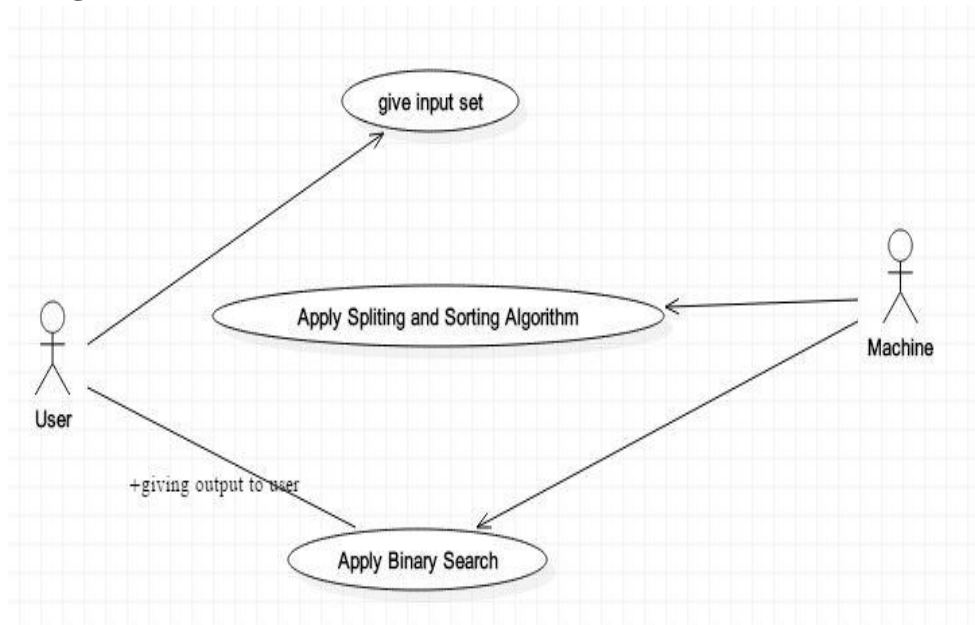 give input set
Apply Spliting and Sorting Algorithm
Machine
User
+giving output to user
Apply Binary Search